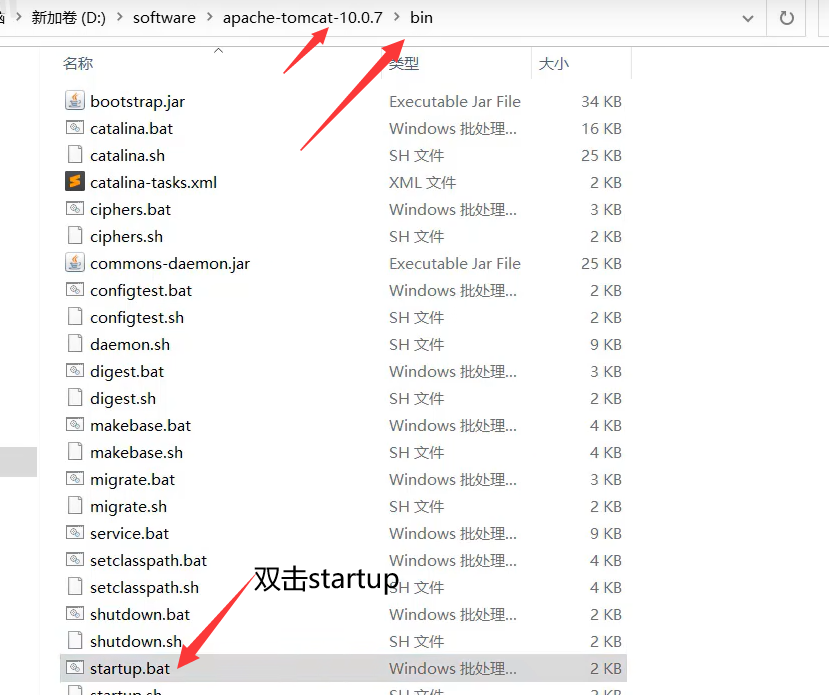 新加卷 (D:) > software > apache-tomcat-10.0.7 > bin
名称 类型 大小
bootstrap.jar Executable Jar File 34 KB
catalina.bat Windows 批处理... 16 KB
catalina.sh SH 文件 25 KB
catalina-tasks.xml XML 文件 2 KB
ciphers.bat Windows 批处理... 3 KB
ciphers.sh SH 文件 2 KB
commons-daemon.jar Executable Jar File 25 KB
configtest.bat Windows 批处理... 2 KB
configtest.sh SH 文件 2 KB
daemon.sh SH 文件 9 KB
digest.bat Windows 批处理... 3 KB
digest.sh SH 文件 2 KB
makebase.bat Windows 批处理... 4 KB
makebase.sh SH 文件 4 KB
migrate.bat Windows 批处理... 3 KB
migrate.sh SH 文件 2 KB
service.bat Windows 批处理... 9 KB
setclasspath.bat Windows 批处理... 4 KB
双击startup
setclasspath.sh SH 文件 4 KB
shutdown.bat Windows 批处理... 2 KB
shutdown.sh SH 文件 2 KB
startup.bat Windows 批处理... 2 KB
startup.sh SH 文件 2 KB